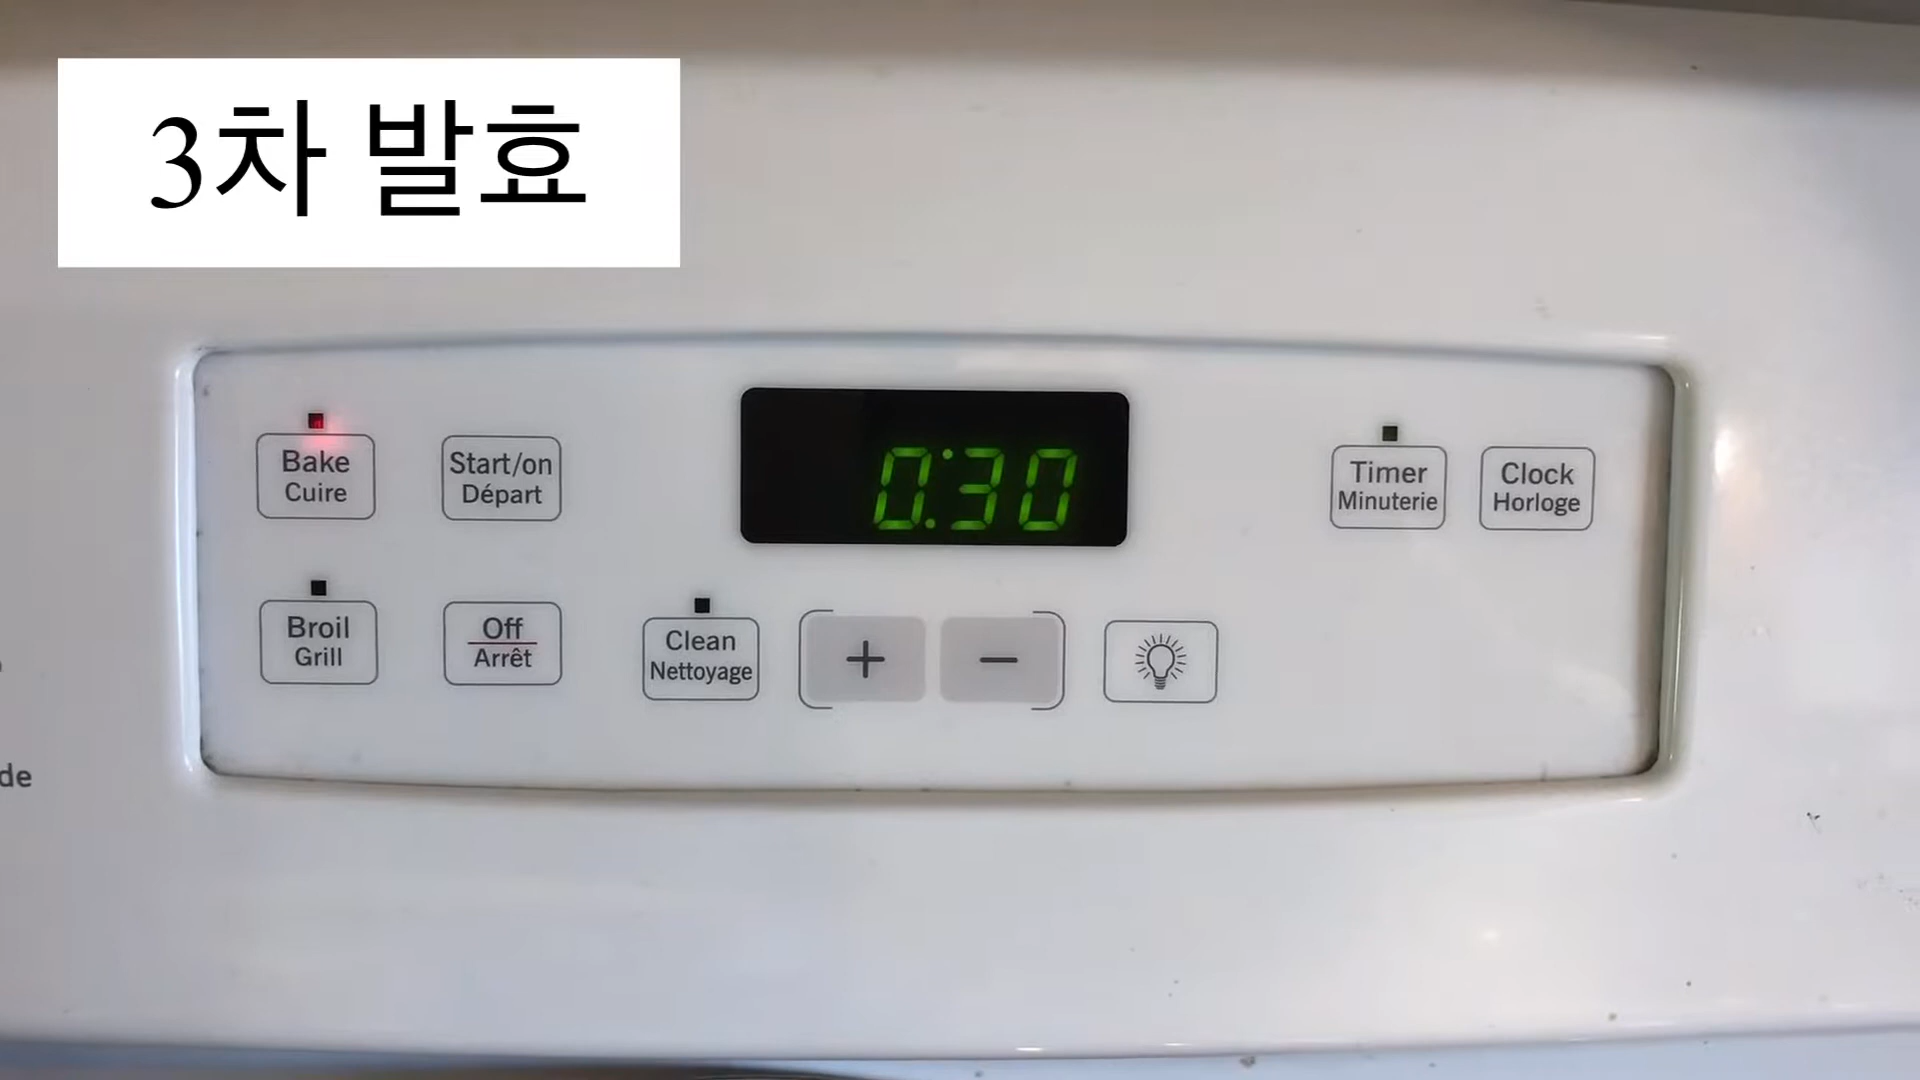 3차 발효
Bake
Cuire
Start/on
Départ
0:30
Timer
Minuterie
Clock
Horloge
Broil
Grill
Off
Arrêt
Clean
Nettoyage
+
−
de